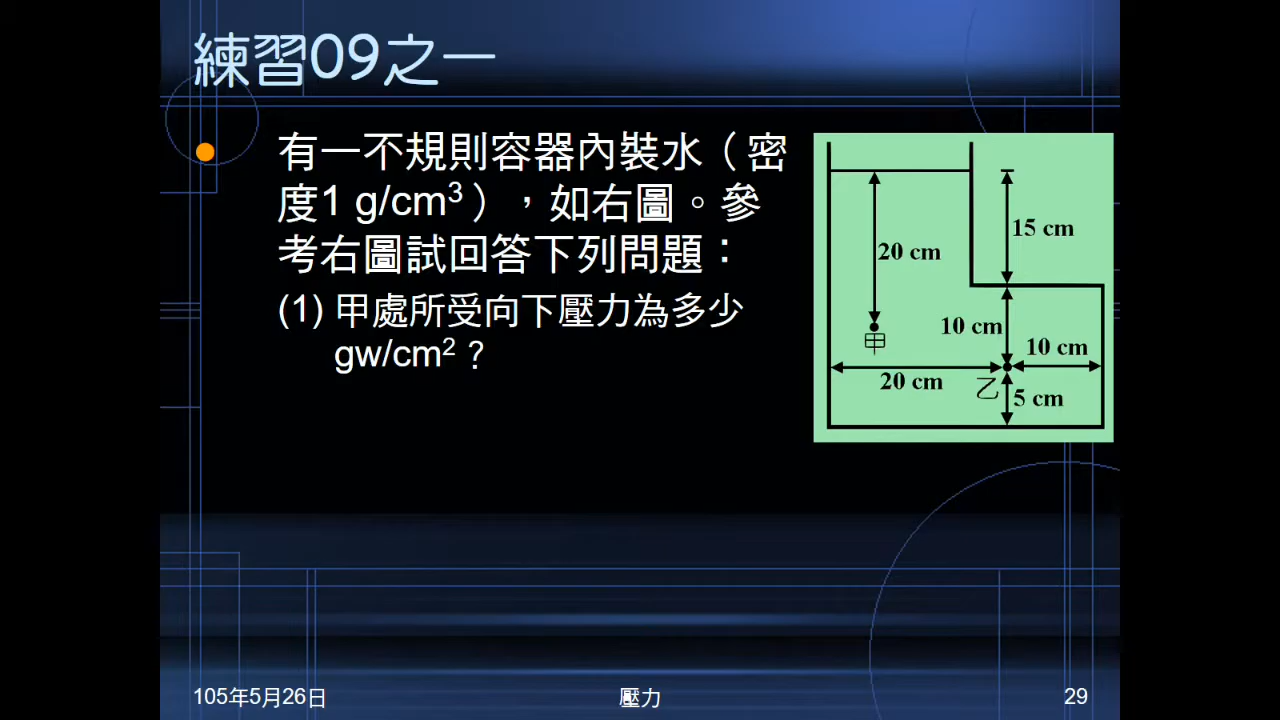 練習09之一
有一不規則容器內裝水（密
度1 g/cm³），如右圖。參
考右圖試回答下列問題：
(1) 甲處所受向下壓力為多少
gw/cm²？
15 cm
20 cm
10 cm
甲
10 cm
20 cm
乙
5 cm
105年5月26日
壓力
29